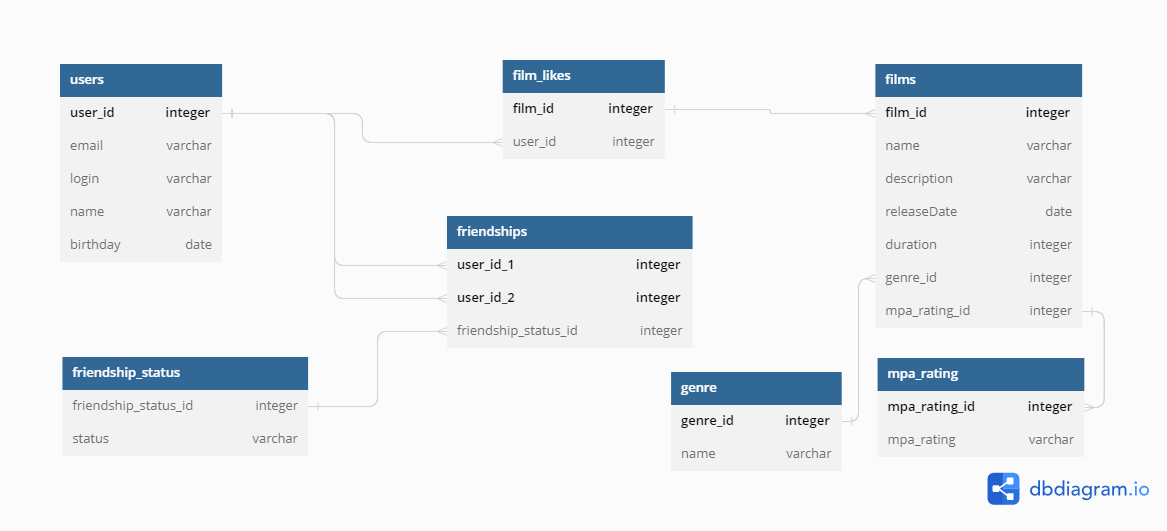 users
user_id integer
email varchar
login varchar
name varchar
birthday date
film_likes
film_id integer
user_id integer
films
film_id integer
name varchar
description varchar
releaseDate date
duration integer
genre_id integer
mpa_rating_id integer
friendships
user_id_1 integer
user_id_2 integer
friendship_status_id integer
friendship_status
friendship_status_id integer
status varchar
genre
genre_id integer
name varchar
mpa_rating
mpa_rating_id integer
mpa_rating varchar
dbdiagram.io